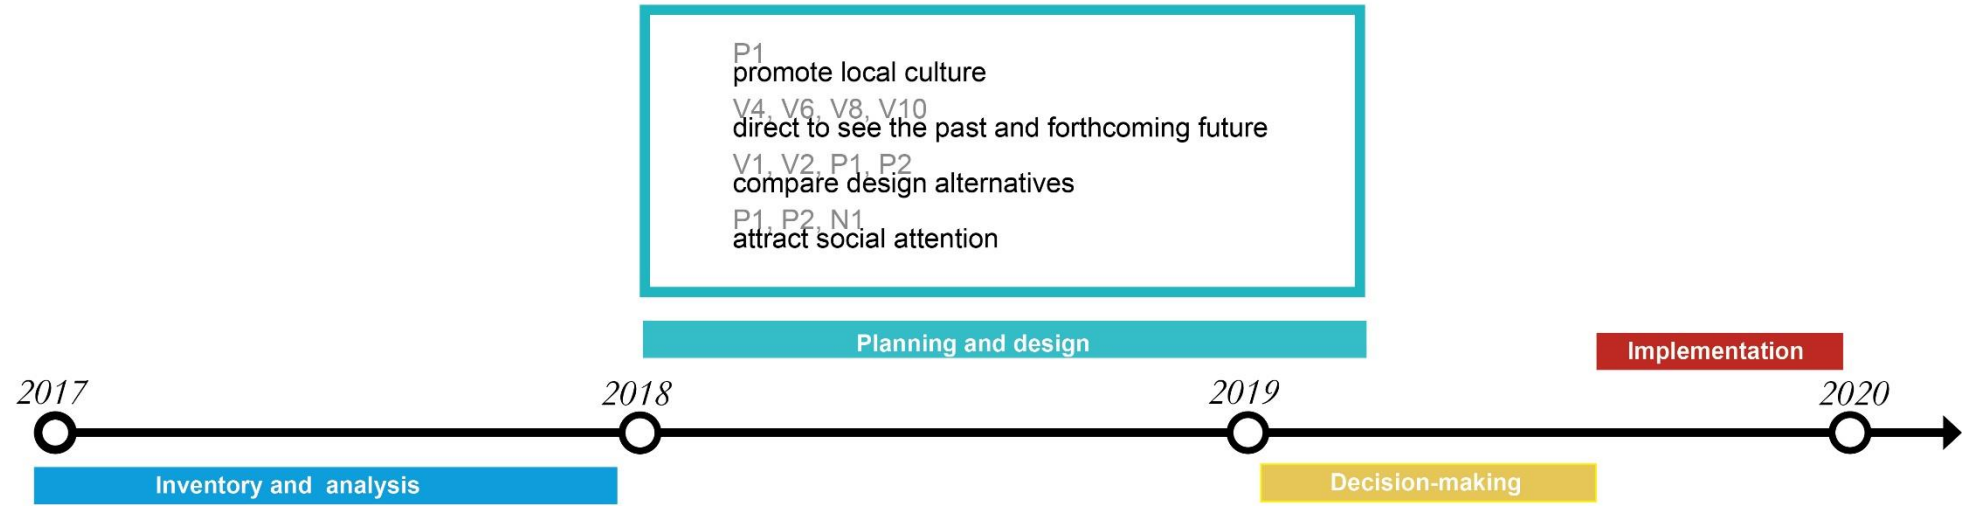 P1
promote local culture
V4, V6, V8, V10
direct to see the past and forthcoming future
V1, V2, P1, P2
compare design alternatives
P1, P2, N1
attract social attention
Planning and design
Implementation
2017
2018
2019
2020
Inventory and analysis
Decision-making